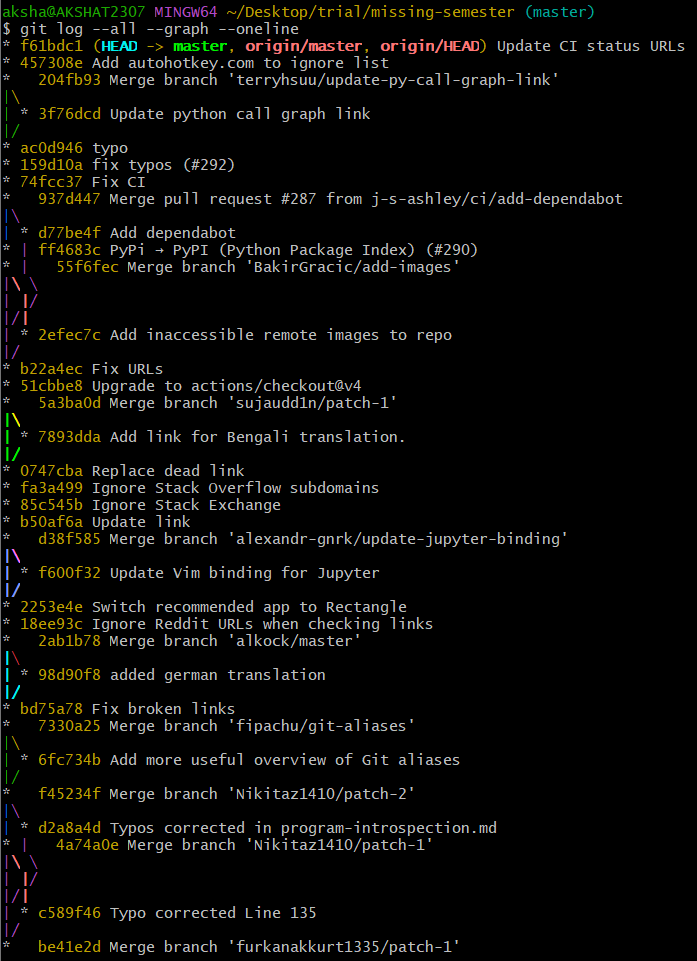 aksha@AKSHAT2307 MINGW64 ~/Desktop/trial/missing-semester (master)
$ git log --all --graph --oneline
* f61bdc1 (HEAD -> master, origin/master, origin/HEAD) Update CI status URLs
* 457308e Add autohotkey.com to ignore list
*   204fb93 Merge branch 'terryhsuu/update-py-call-graph-link'
|\
| * 3f76dcd Update python call graph link
|/
* ac0d946 typo
* 159d10a fix typos (#292)
* 74fcc37 Fix CI
*   937d447 Merge pull request #287 from j-s-ashley/ci/add-dependabot
|\
| * d77be4f Add dependabot
* | ff4683c PyPi → PyPI (Python Package Index) (#290)
* |   55f6fec Merge branch 'BakirGracic/add-images'
|\ \
| |/
|/|
| * 2efec7c Add inaccessible remote images to repo
|/
* b22a4ec Fix URLs
* 51cbbe8 Upgrade to actions/checkout@v4
*   5a3ba0d Merge branch 'sujaudd1n/patch-1'
|\
| * 7893dda Add link for Bengali translation.
|/
* 0747cba Replace dead link
* fa3a499 Ignore Stack Overflow subdomains
* 85c545b Ignore Stack Exchange
* b50af6a Update link
*   d38f585 Merge branch 'alexandr-gnrk/update-jupyter-binding'
|\
| * f600f32 Update Vim binding for Jupyter
|/
* 2253e4e Switch recommended app to Rectangle
* 18ee93c Ignore Reddit URLs when checking links
*   2ab1b78 Merge branch 'alkock/master'
|\
| * 98d90f8 added german translation
|/
* bd75a78 Fix broken links
*   7330a25 Merge branch 'fipachu/git-aliases'
|\
| * 6fc734b Add more useful overview of Git aliases
|/
*   f45234f Merge branch 'Nikitaz1410/patch-2'
|\
| * d2a8a4d Typos corrected in program-introspection.md
* |   4a74a0e Merge branch 'Nikitaz1410/patch-1'
|\ \
| |/
|/|
| * c589f46 Typo corrected Line 135
|/
*   be41e2d Merge branch 'furkanakkurt1335/patch-1'